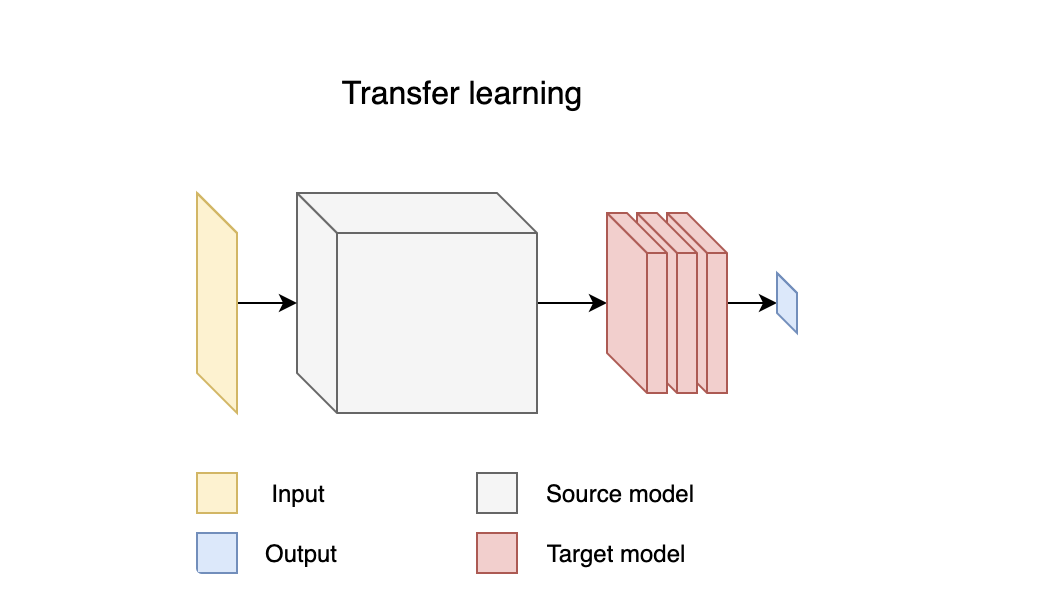 Transfer learning
Input
Source model
Output
Target model